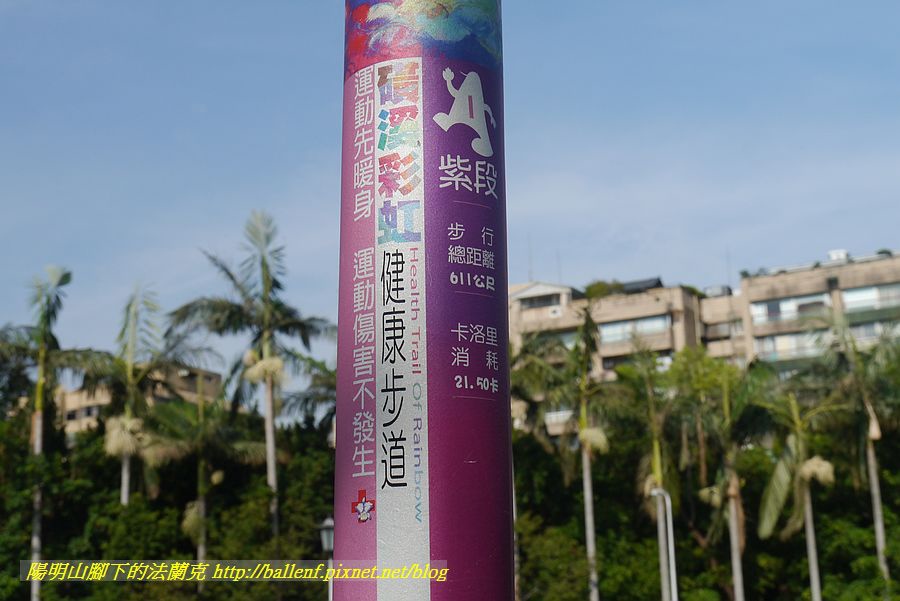 A
1
紫段
步行
總距離
611公尺
卡洛里
消耗
21.50卡
磺溪彩虹健康步道
Health Trail Of Rainbow
運動先暖身 運動傷害不發生
陽明山腳下的法蘭克 http://ballenf.pixnet.net/blog